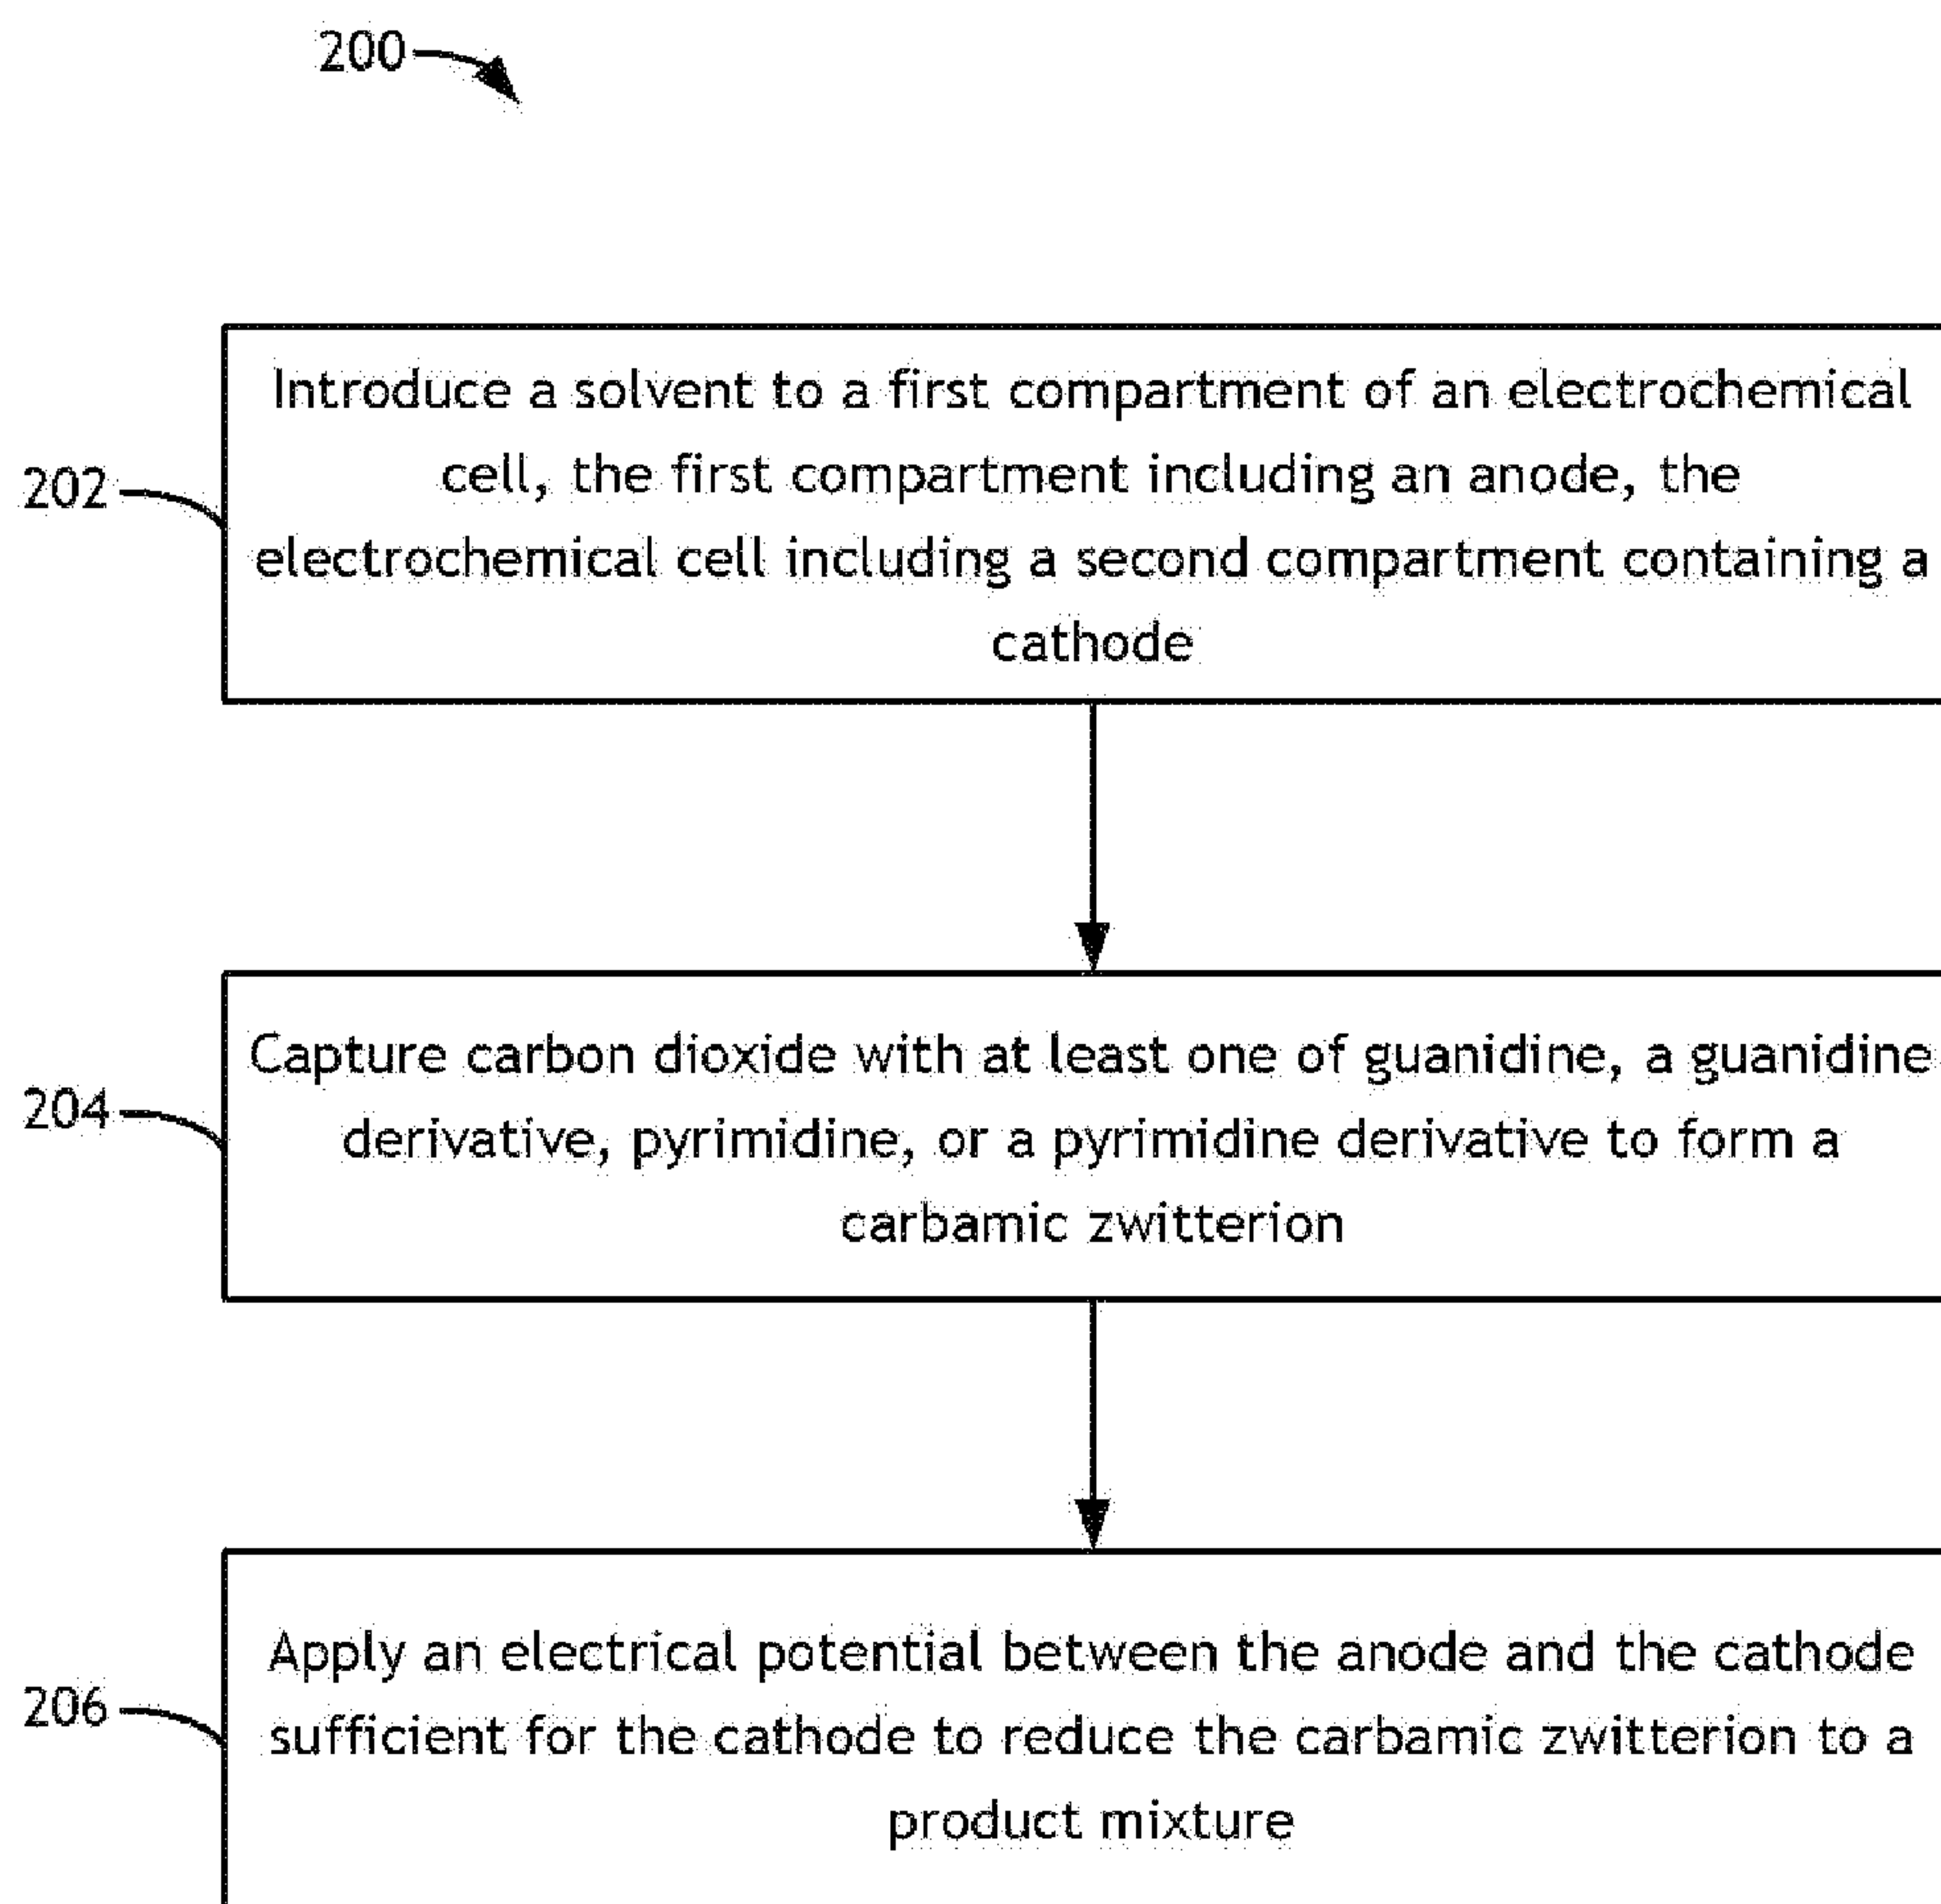 200
Introduce a solvent to a first compartment of an electrochemical
cell, the first compartment including an anode, the
202
electrochemical cell including a second compartment containing a
cathode
Capture carbon dioxide with at least one of guanidine, a guanidine
204
derivative, pyrimidine, or a pyrimidine derivative to form a
carbamic zwitterion
Apply an electrical potential between the anode and the cathode
206
sufficient for the cathode to reduce the carbamic zwitterion to a
product mixture